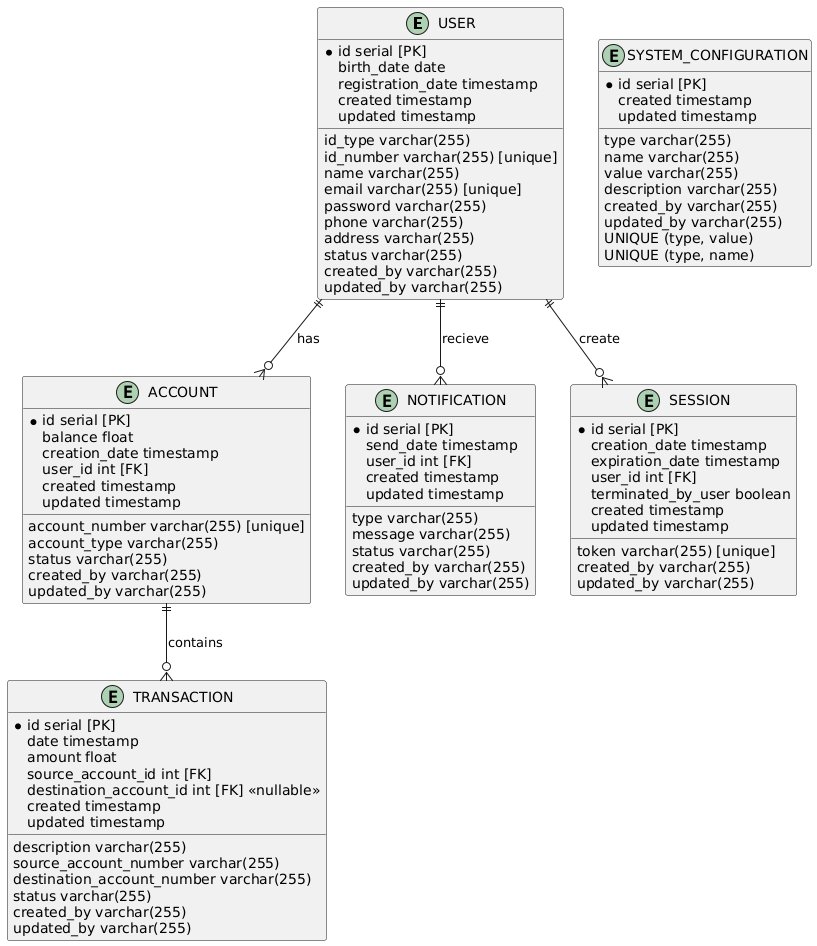 E USER
* id serial [PK]
birth_date date
registration_date timestamp
created timestamp
updated timestamp
id_type varchar(255)
id_number varchar(255) [unique]
name varchar(255)
email varchar(255) [unique]
password varchar(255)
phone varchar(255)
address varchar(255)
status varchar(255)
created_by varchar(255)
updated_by varchar(255)
E SYSTEM_CONFIGURATION
* id serial [PK]
created timestamp
updated timestamp
type varchar(255)
name varchar(255)
value varchar(255)
description varchar(255)
created_by varchar(255)
updated_by varchar(255)
UNIQUE (type, value)
UNIQUE (type, name)
has
recieve
create
E ACCOUNT
* id serial [PK]
balance float
creation_date timestamp
user_id int [FK]
created timestamp
updated timestamp
account_number varchar(255) [unique]
account_type varchar(255)
status varchar(255)
created_by varchar(255)
updated_by varchar(255)
E NOTIFICATION
* id serial [PK]
send_date timestamp
user_id int [FK]
created timestamp
updated timestamp
type varchar(255)
message varchar(255)
status varchar(255)
created_by varchar(255)
updated_by varchar(255)
E SESSION
* id serial [PK]
creation_date timestamp
expiration_date timestamp
user_id int [FK]
terminated_by_user boolean
created timestamp
updated timestamp
token varchar(255) [unique]
created_by varchar(255)
updated_by varchar(255)
contains
E TRANSACTION
* id serial [PK]
date timestamp
amount float
source_account_id int [FK]
destination_account_id int [FK] «nullable»
created timestamp
updated timestamp
description varchar(255)
source_account_number varchar(255)
destination_account_number varchar(255)
status varchar(255)
created_by varchar(255)
updated_by varchar(255)